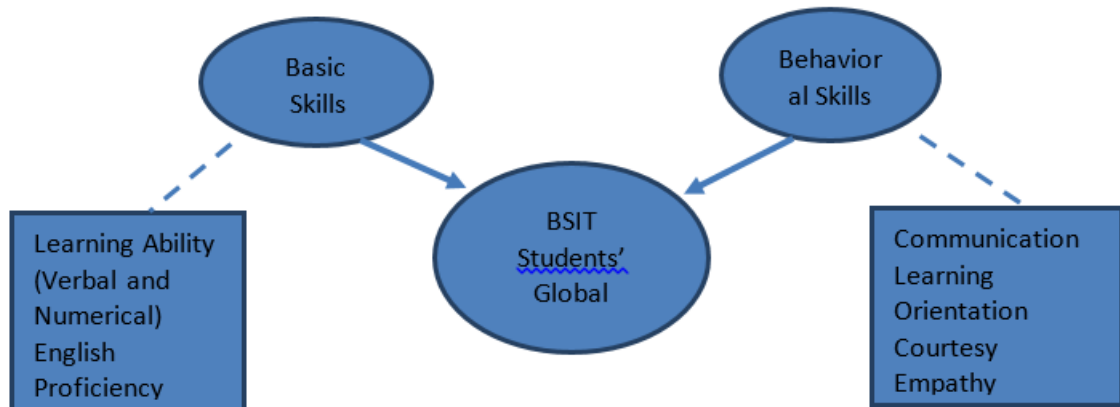 Basic
Skills
Behavior
al Skills
BSIT
Students’
Global
Learning Ability
(Verbal and
Numerical)
English
Proficiency
Communication
Learning
Orientation
Courtesy
Empathy